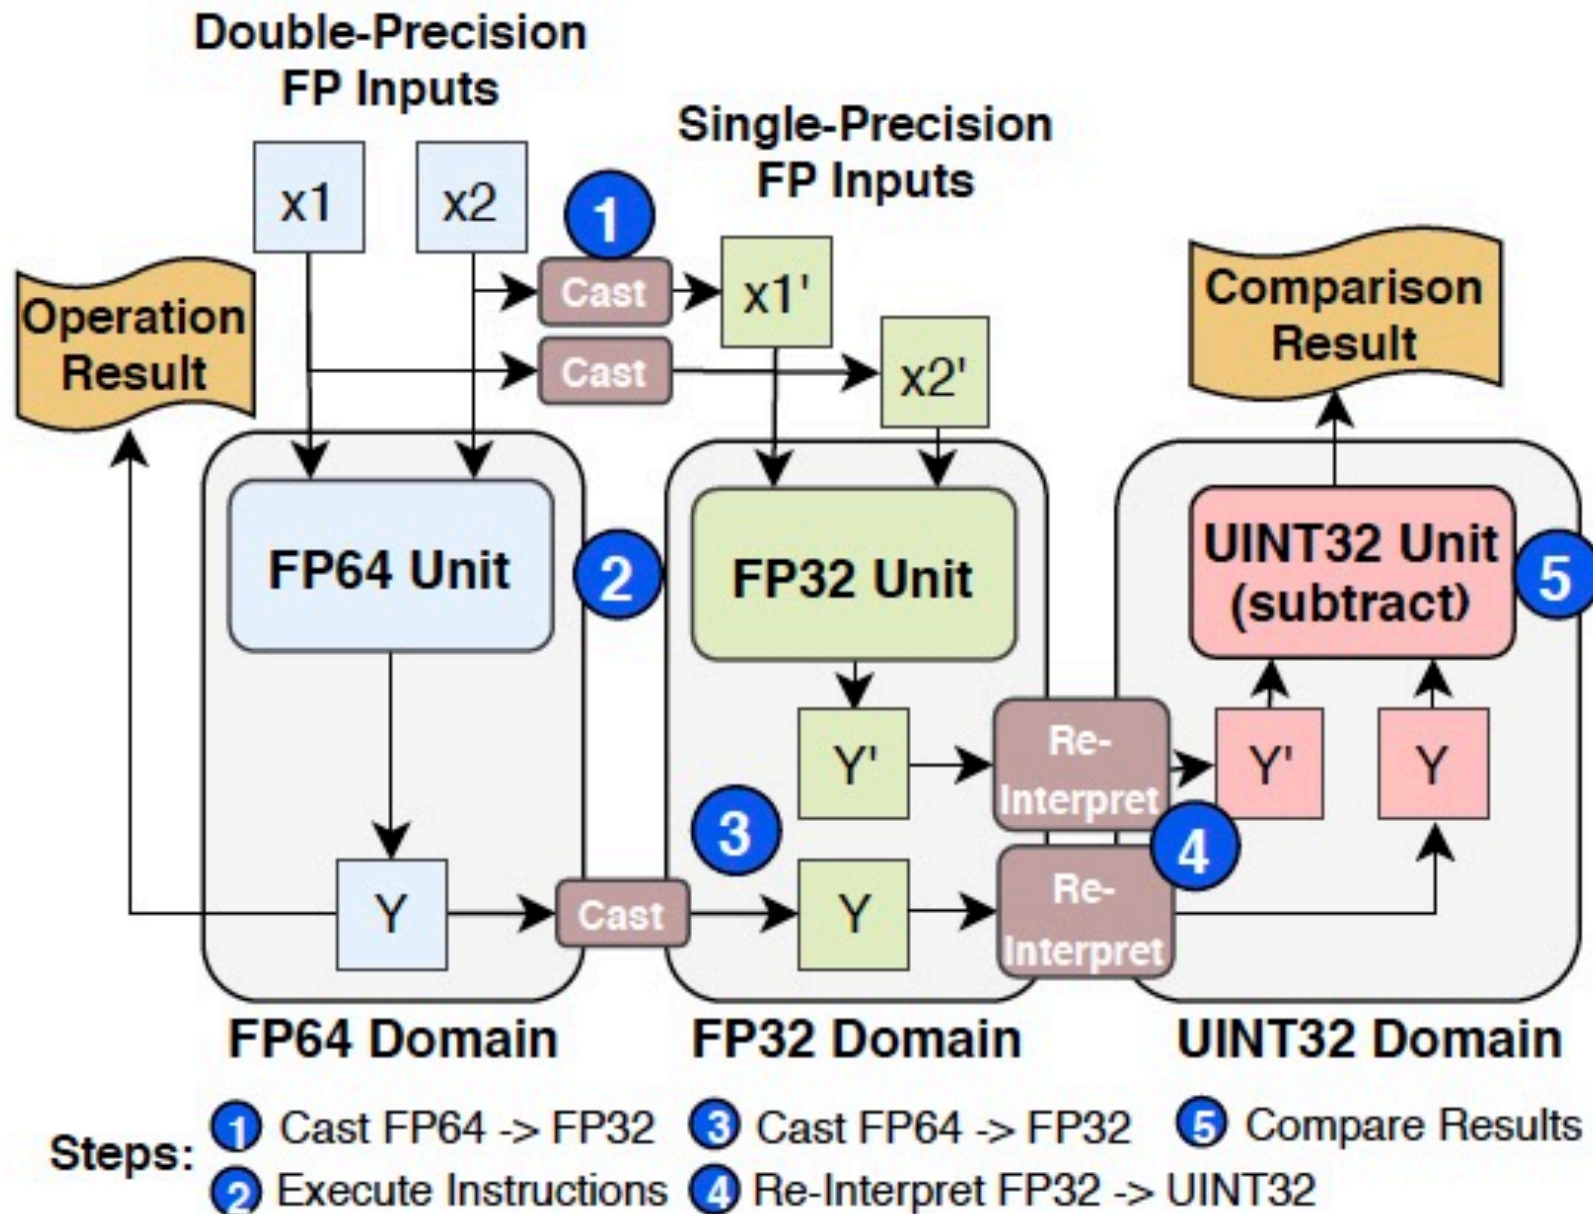 Double-Precision
FP Inputs
Single-Precision
FP Inputs
x1
x2
1
Cast
x1'
Cast
x2'
Operation
Result
Comparison
Result
FP64 Unit
2
FP32 Unit
UINT32 Unit
(subtract)
5
Y'
Re-
Interpret
Y'
Y
3
4
Y
Cast
Y
Re-
Interpret
FP64 Domain
FP32 Domain
UINT32 Domain
Steps:
1 Cast FP64 -> FP32
2 Execute Instructions
3 Cast FP64 -> FP32
4 Re-Interpret FP32 -> UINT32
5 Compare Results